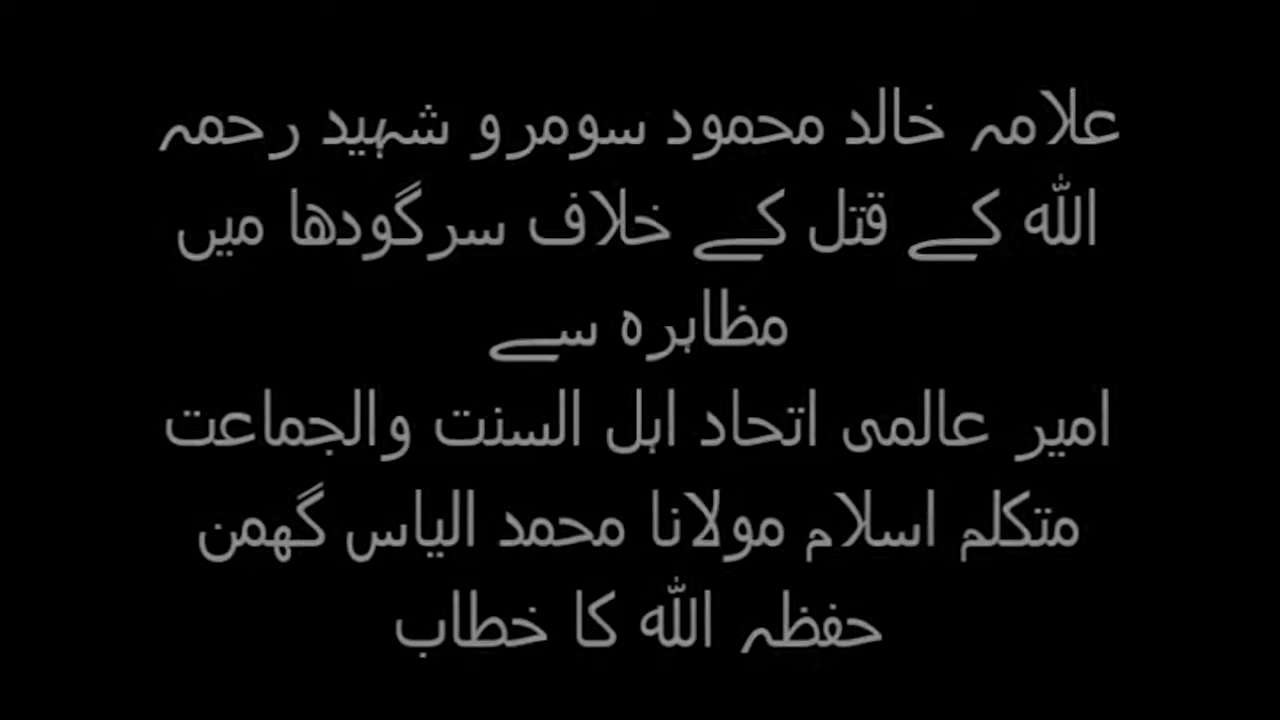 علامہ خالد محمود سومرو شہید رحمہ
اللہ کے قتل کے خلاف سرگودھا میں
مظاہرہ سے
امیر عالمی اتحاد اہل السنت والجماعت
متکلم اسلام مولانا محمد الیاس گھمن
حفظہ اللہ کا خطاب